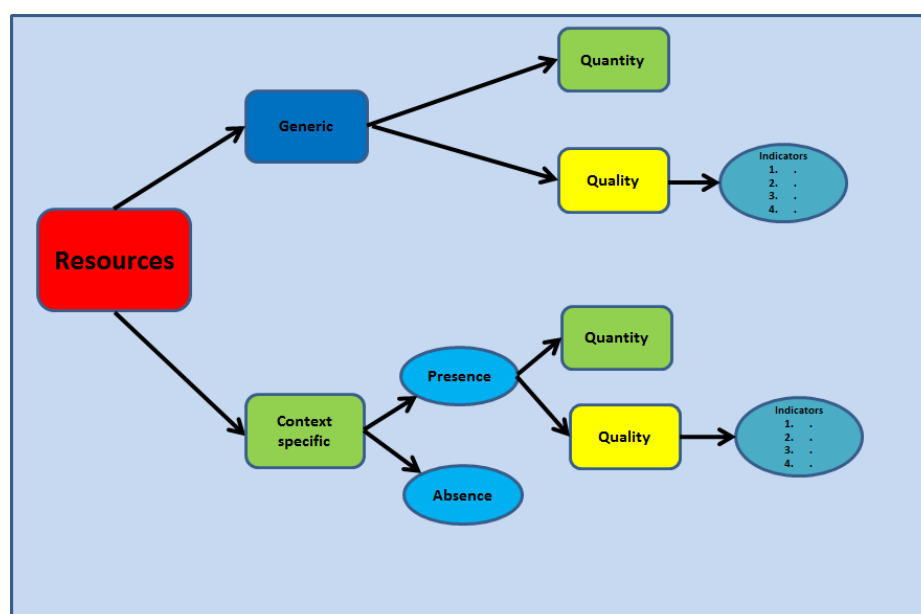 Quantity
Generic
Indicators
1. .
2. .
3. .
4. .
Quality
Resources
Quantity
Presence
Indicators
1. .
2. .
3. .
4. .
Context
specific
Quality
Absence